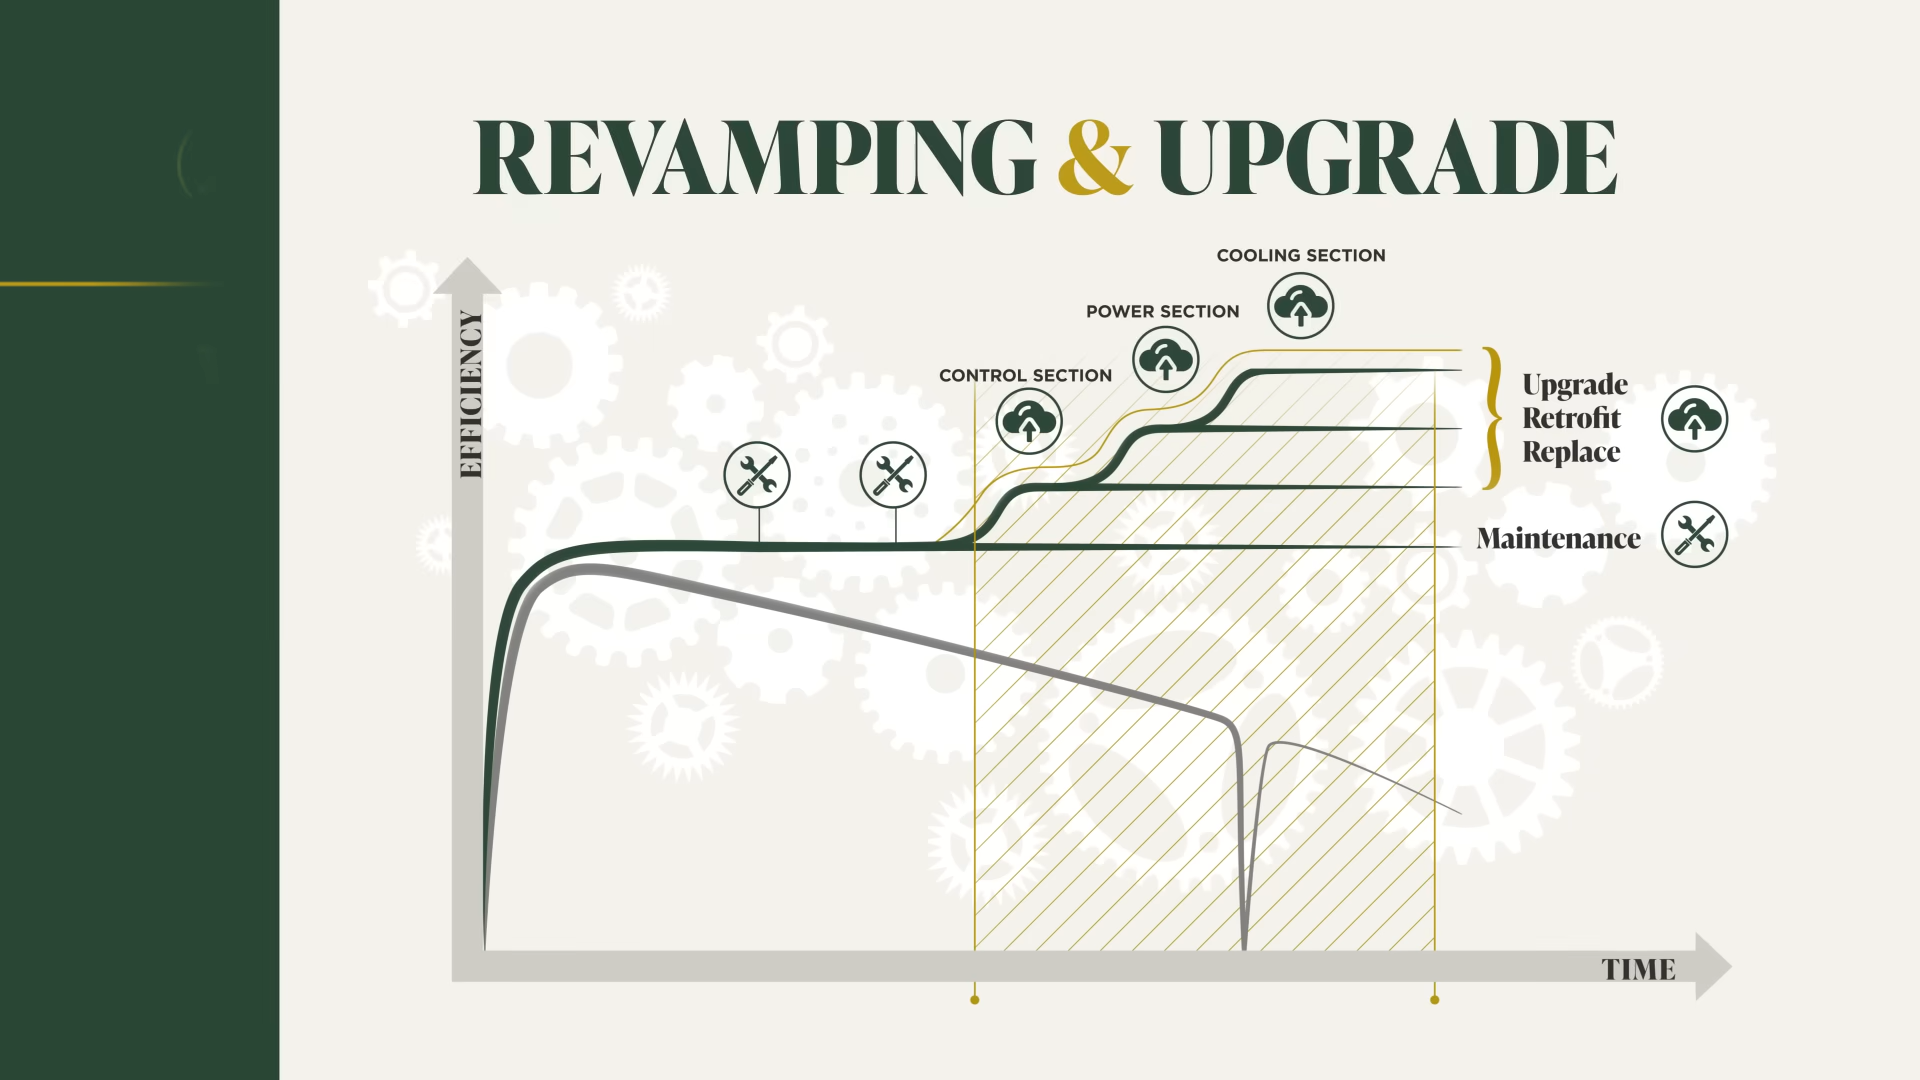 REVAMPING & UPGRADE
COOLING SECTION
POWER SECTION
CONTROL SECTION
EFFICIENCY
Upgrade
Retrofit
Replace
Maintenance
TIME